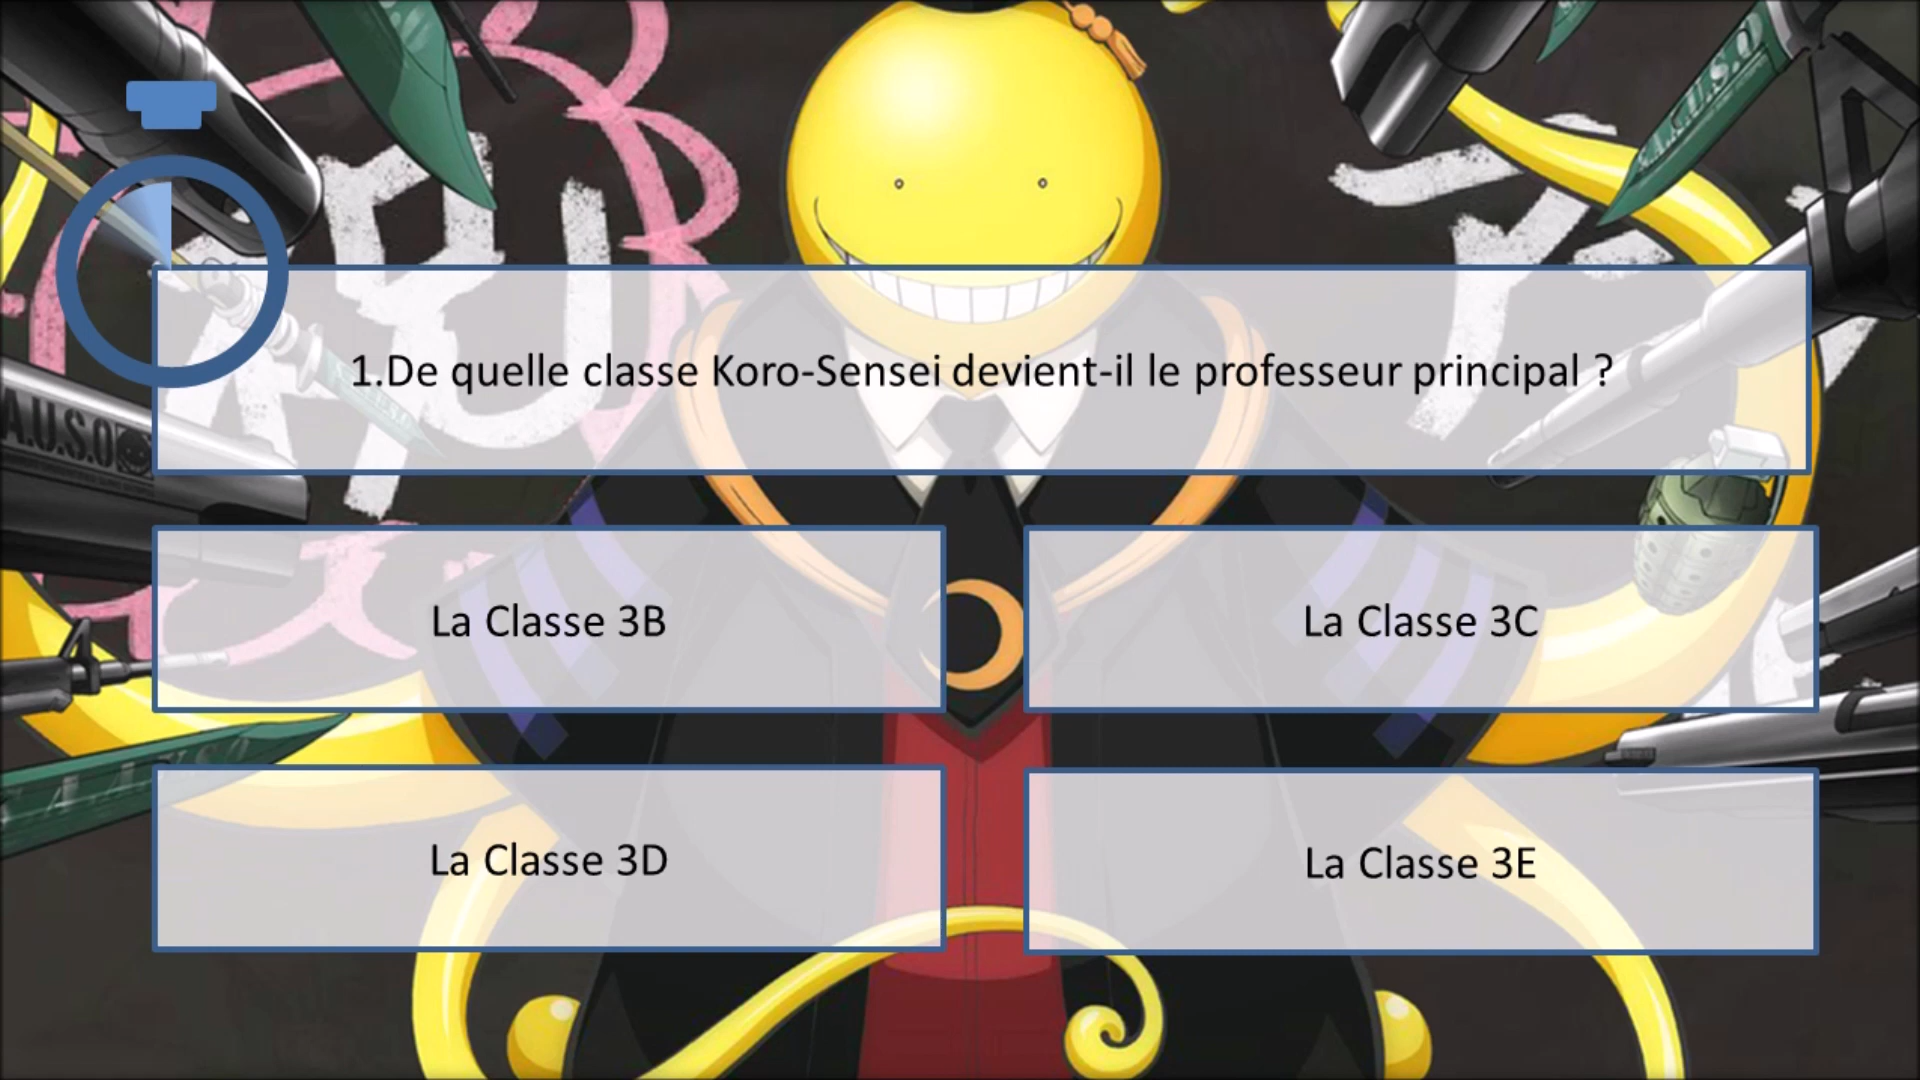 1.De quelle classe Koro-Sensei devient-il le professeur principal ?
La Classe 3B
La Classe 3C
La Classe 3D
La Classe 3E
A.U.S.O